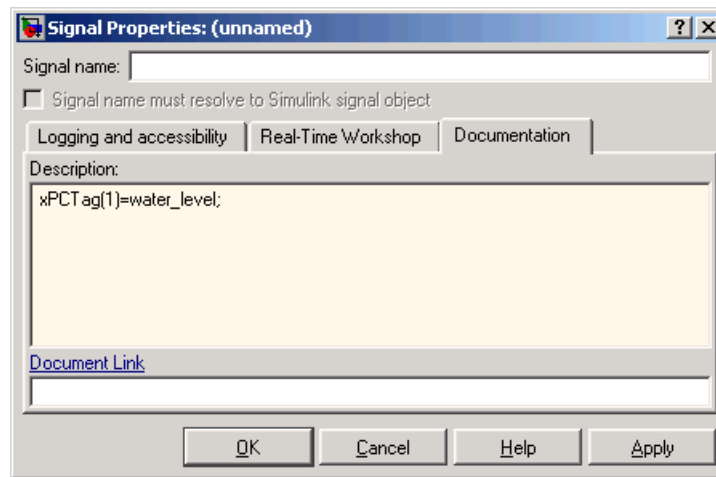 Signal Properties: (unnamed)
Signal name:
Signal name must resolve to Simulink signal object
Logging and accessibility Real-Time Workshop Documentation
Description:
xPCTag(1)=water_level;
Document Link
OK Cancel Help Apply